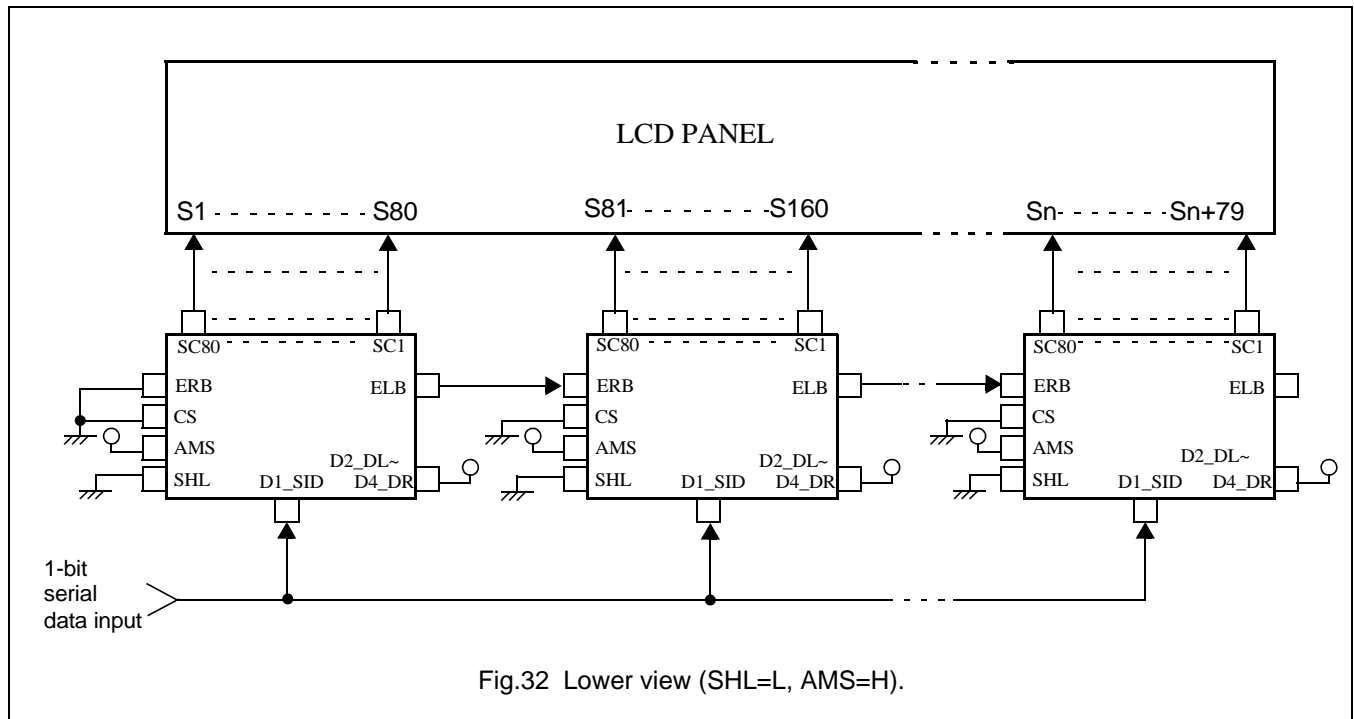 LCD PANEL
S1 S80 S81 S160 Sn Sn+79
SC80 SC1 SC80 SC1 SC80 SC1
ERB ELB ERB ELB ERB ELB
CS CS CS
AMS AMS AMS
D2_DL~ D2_DL~ D2_DL~
SHL D1_SID D4_DR SHL D1_SID D4_DR SHL D1_SID D4_DR
1-bit
serial
data input
Fig.32 Lower view (SHL=L, AMS=H).